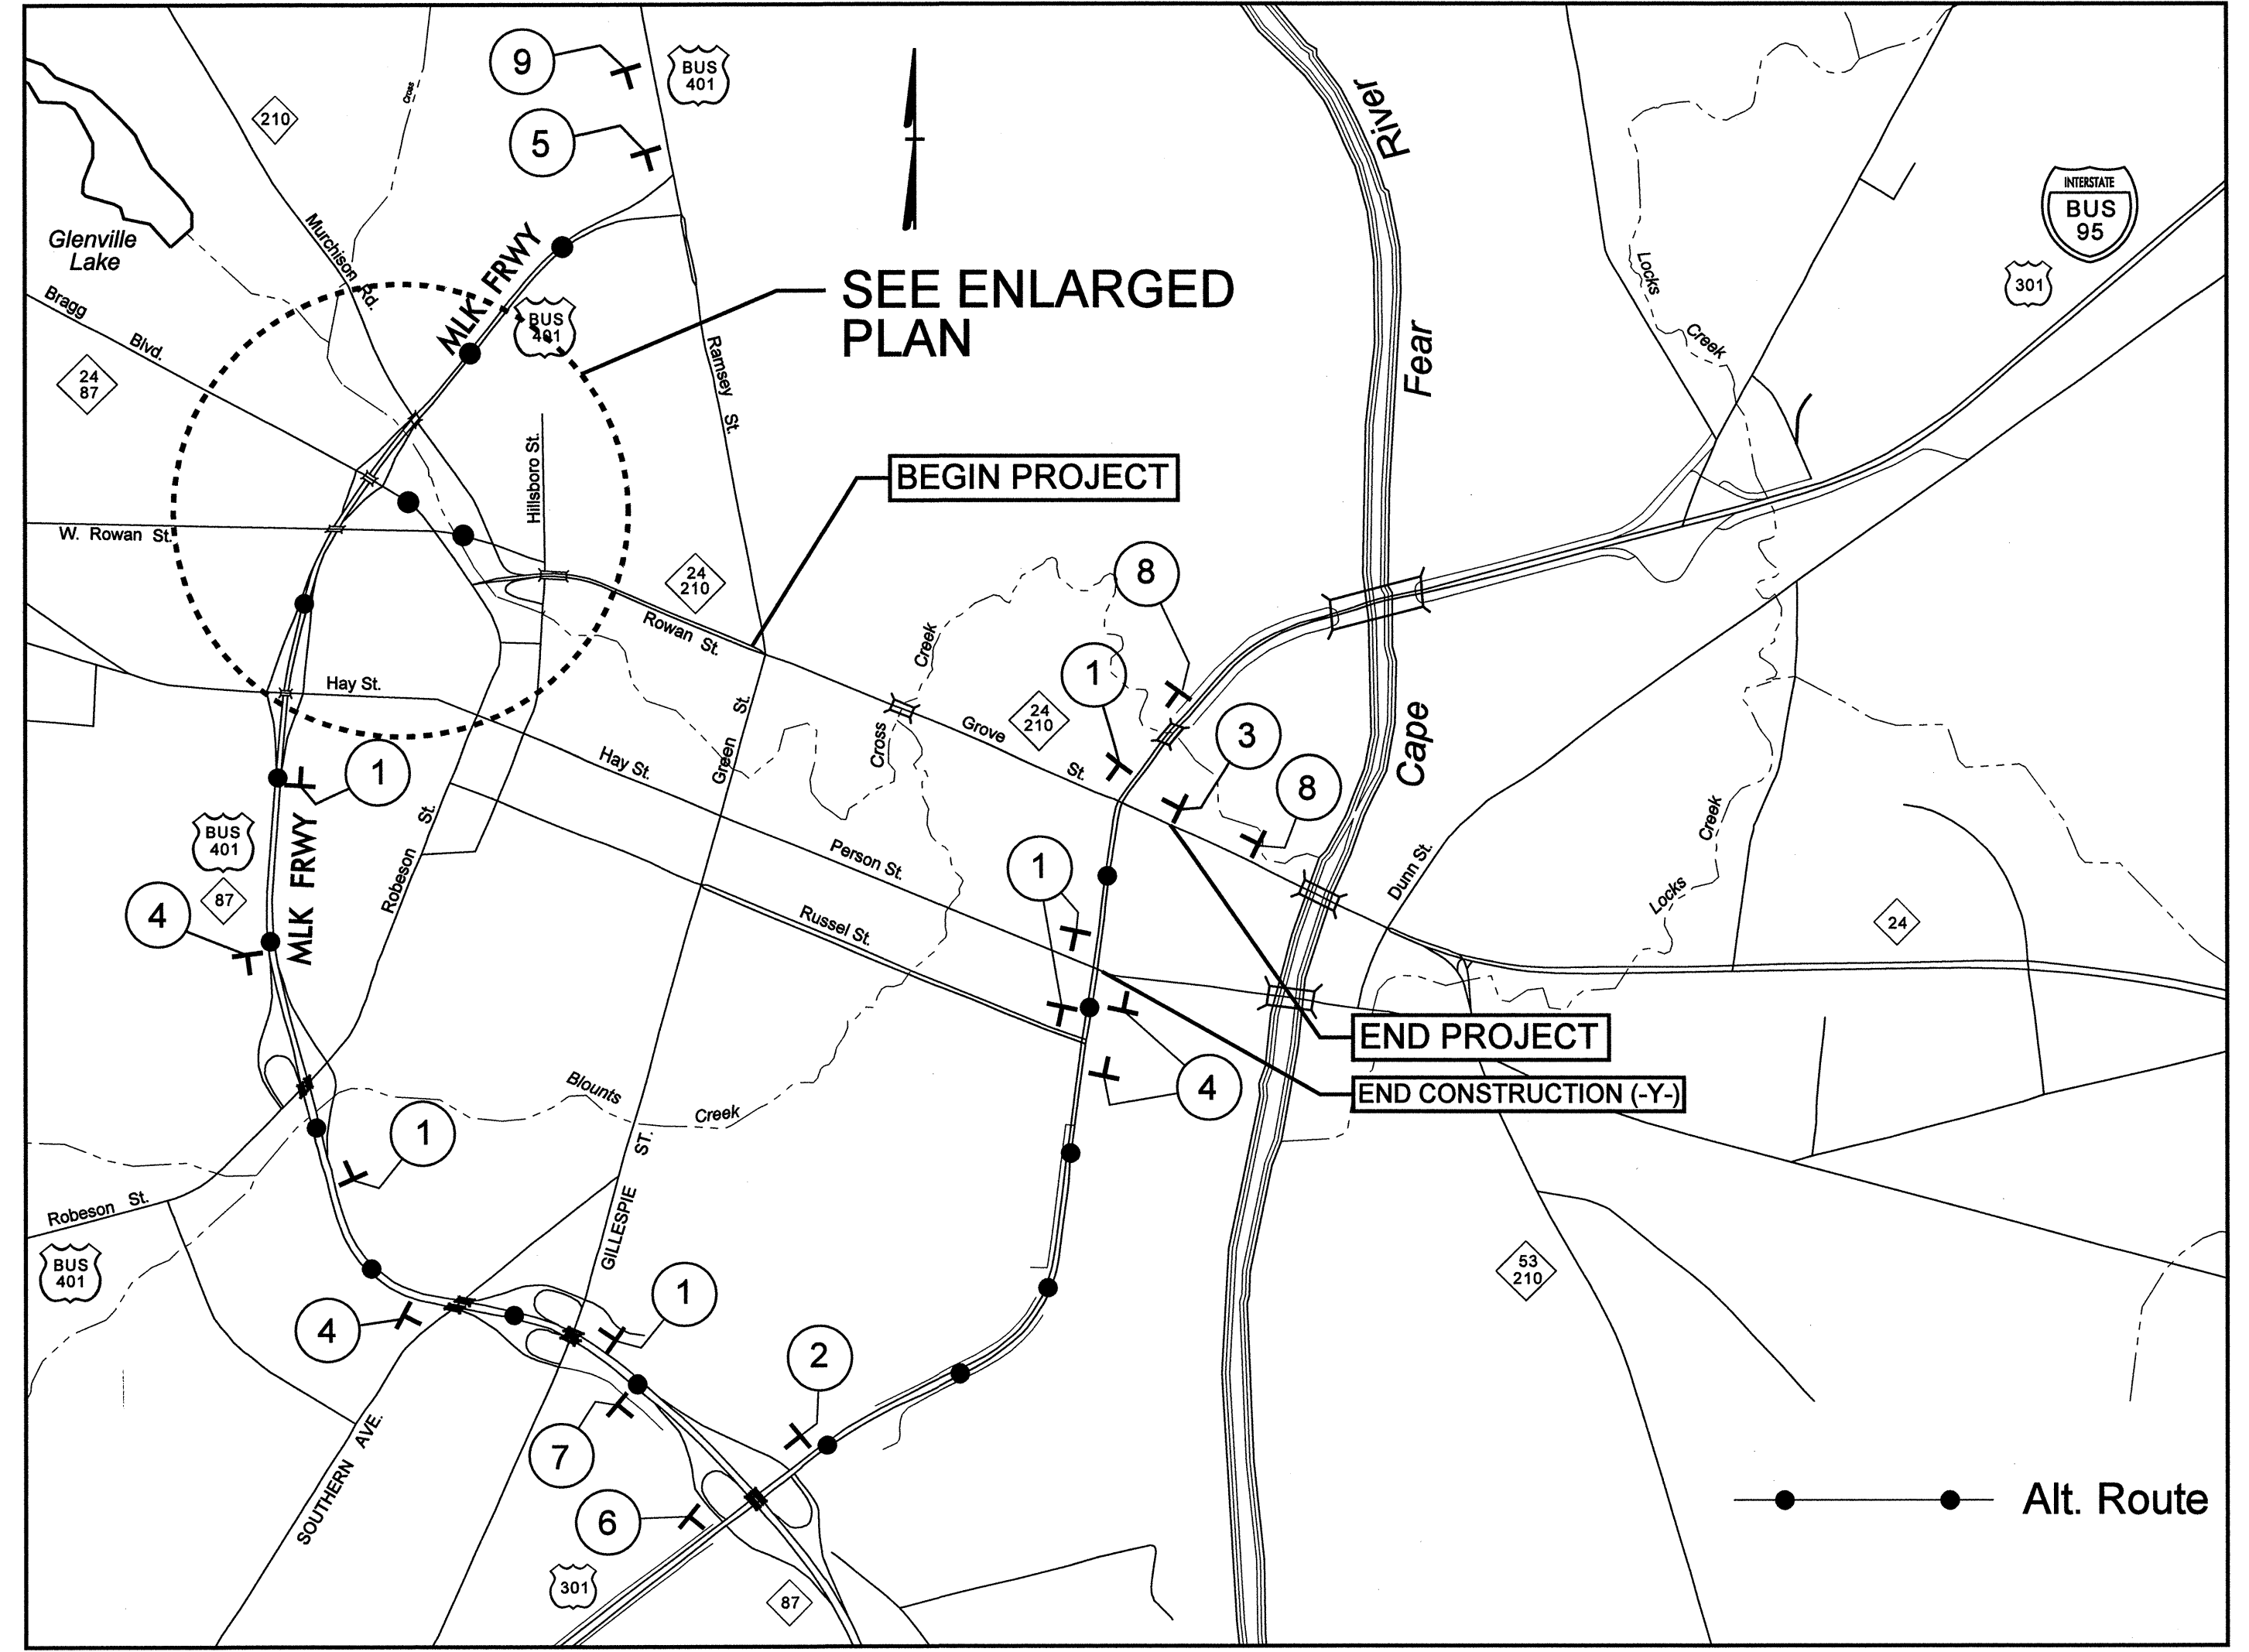 9
BUS
401
5
210
Cross
River
INTERSTATE
BUS
95
301
Glenville
Lake
Murchison Rd.
MLK FRWY
BUS
401
SEE ENLARGED
PLAN
Locks
Creek
Bragg Blvd.
24
87
Ramsey St.
Fear
Hillsboro St.
BEGIN PROJECT
W. Rowan St.
24
210
8
Rowan St.
Creek
1
Hay St.
24
210
Grove St.
Cross
3
Cape
Green St.
Hay St.
1
8
Creek
BUS
401
MLK FRWY
Robeson St.
Person St.
1
Dunn St.
87
4
Russel St.
Locks
24
END PROJECT
4
END CONSTRUCTION (-Y-)
Blounts
Creek
1
GILLESPIE ST.
Robeson St.
BUS
401
53
210
4
1
2
7
SOUTHERN AVE.
6
301
87
Alt. Route